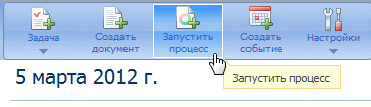 Задача
Создать
документ
Запустить
процесс
Создать
событие
Настройки
5 марта 2012 г.
Запустить процесс